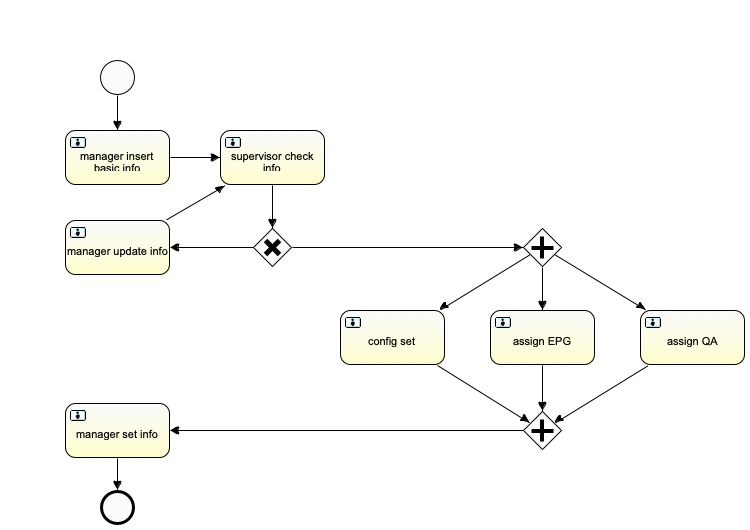 manager insert
basic info
supervisor check
info
manager update info
config set
assign EPG
assign QA
manager set info